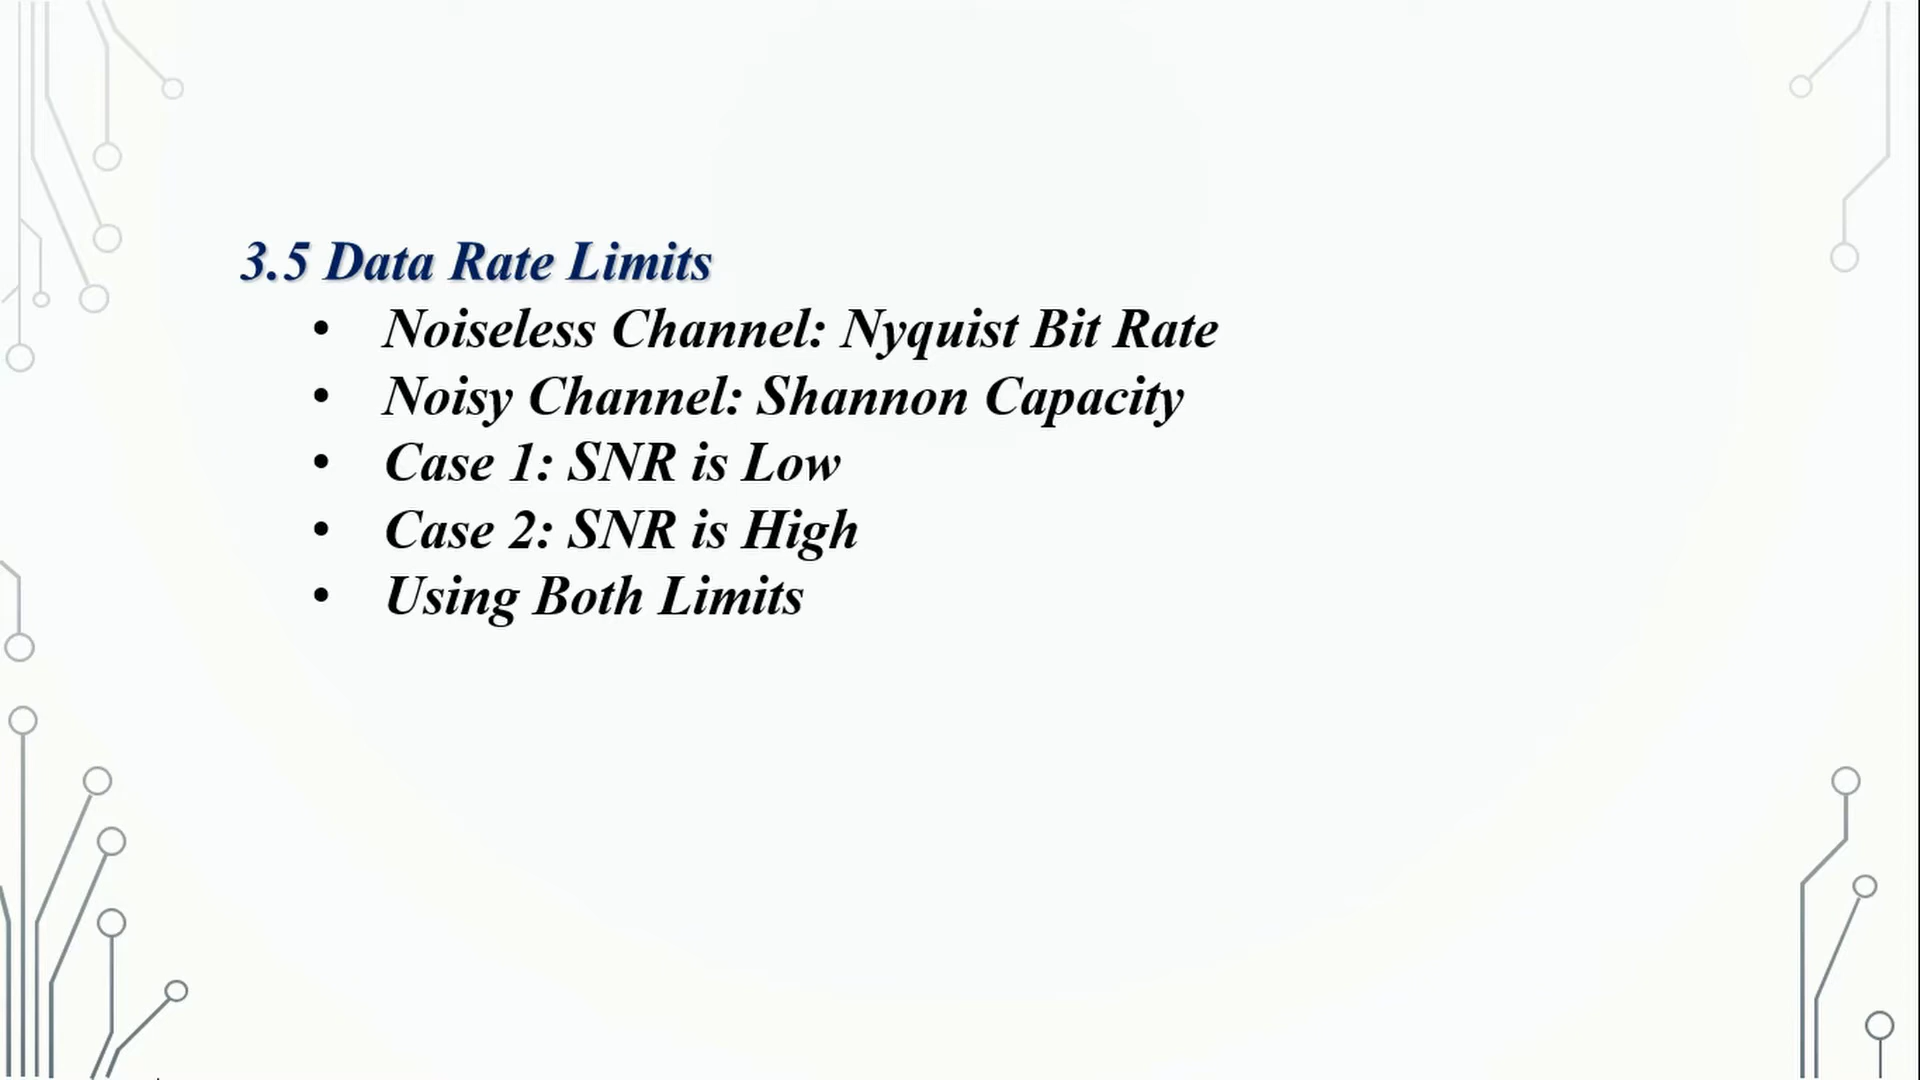 3.5 Data Rate Limits
• Noiseless Channel: Nyquist Bit Rate
• Noisy Channel: Shannon Capacity
• Case 1: SNR is Low
• Case 2: SNR is High
• Using Both Limits